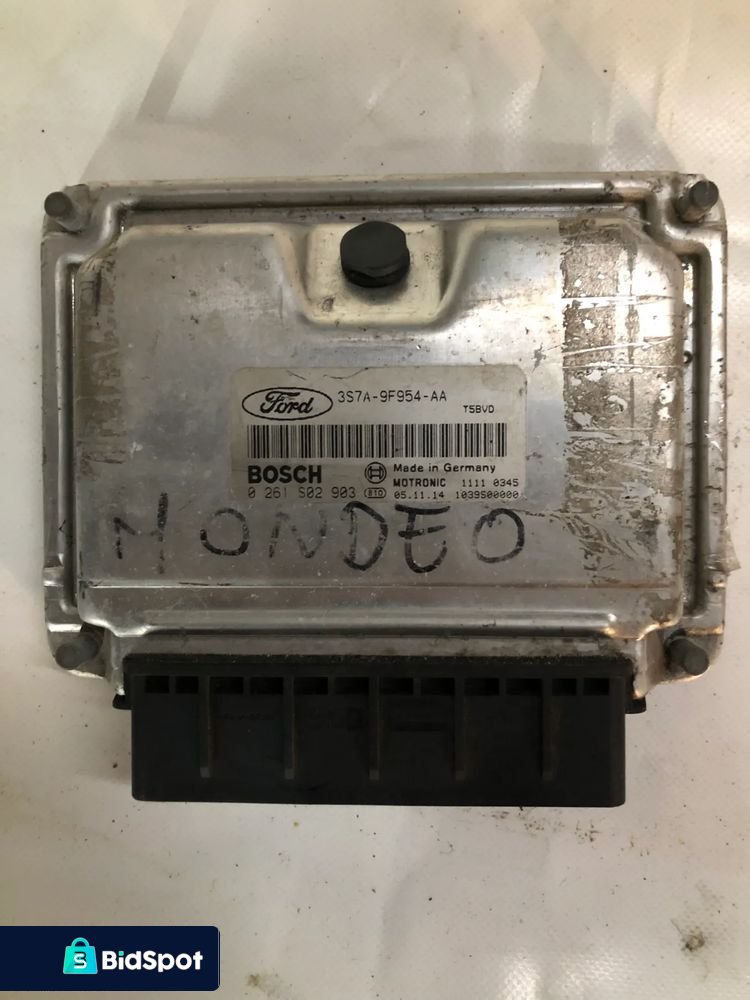 Ford 3S7A-9F954-AA
T5BVD
BOSCH Made in Germany
MOTRONIC 1111 0345
0 261 S02 903 B10 05.11.14 1039S00000
MONDEO
BidSpot